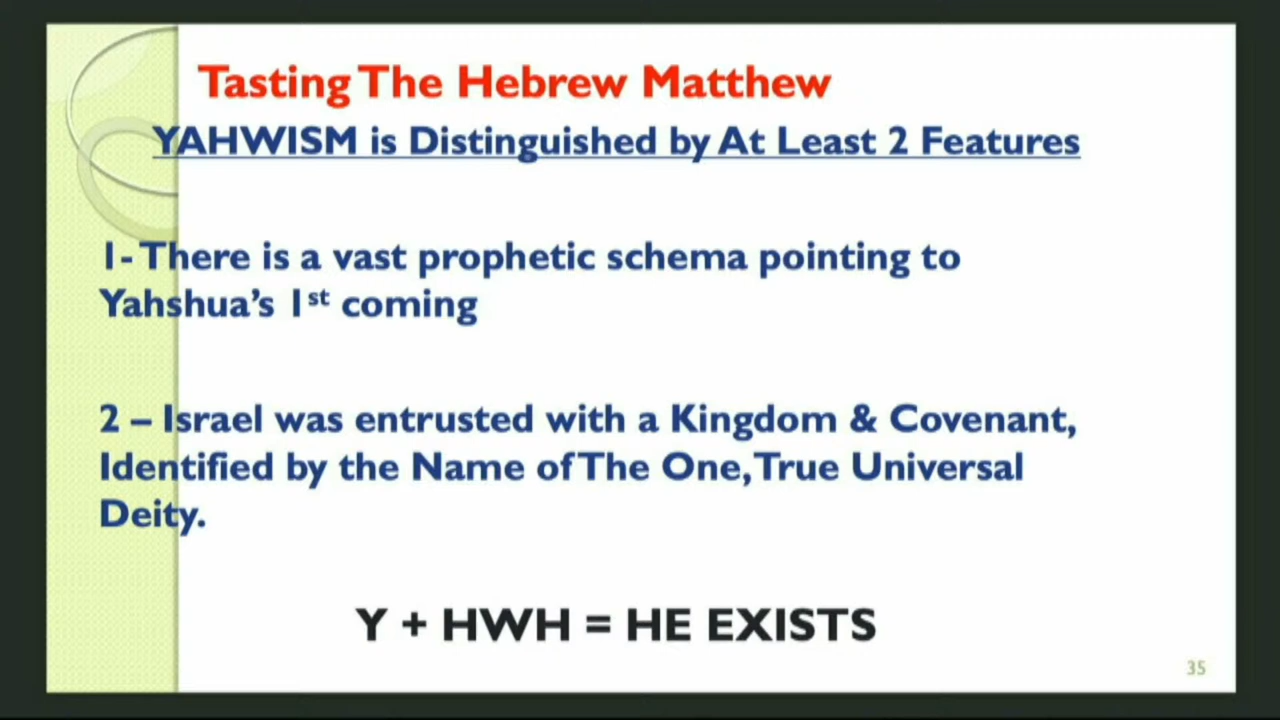 Tasting The Hebrew Matthew
YAHWISM is Distinguished by At Least 2 Features
1- There is a vast prophetic schema pointing to
Yahshua's 1st coming
2 – Israel was entrusted with a Kingdom & Covenant,
Identified by the Name of The One, True Universal
Deity.
Y + HWH = HE EXISTS
35